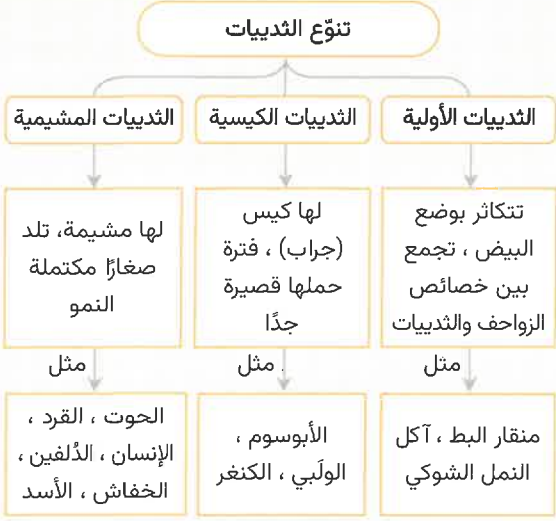 تنوّع الثدييات
الثدييات الأولية
الثدييات الكيسية
الثدييات المشيمية
تتكاثر بوضع
البيض ، تجمع
بين خصائص
الزواحف والثدييات
لها كيس
(جراب) ، فترة
حملها قصيرة
جدًا
لها مشيمة، تلد
صغارًا مكتملة
النمو
مثل
مثل
مثل
منقار البط ، آكل
النمل الشوكي
الأبوسوم ،
الولَبي ، الكنغر
الحوت ، القرد ،
الإنسان ، الدُلفين ،
الخفاش ، الأسد